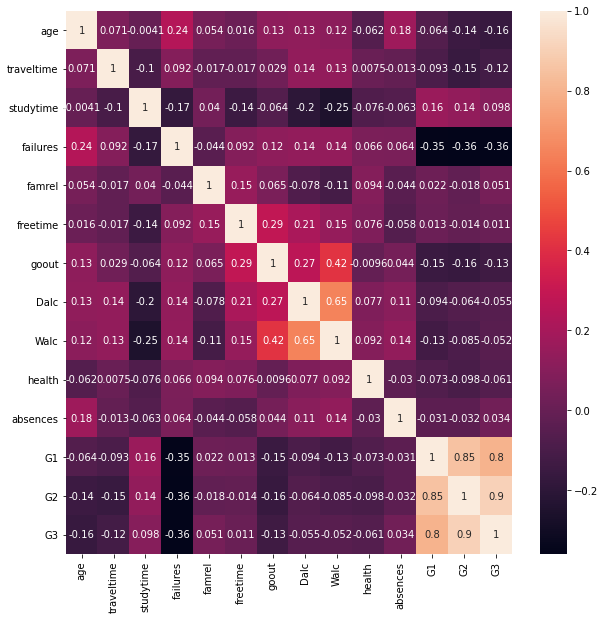 age 1 0.071 -0.0041 0.24 0.054 0.016 0.13 0.13 0.12 -0.062 0.18 -0.064 -0.14 -0.16
traveltime 0.071 1 -0.1 0.092 -0.017 -0.017 0.029 0.14 0.13 0.0075 -0.013 -0.093 -0.15 -0.12
studytime -0.0041 -0.1 1 -0.17 0.04 -0.14 -0.064 -0.2 -0.25 -0.076 -0.063 0.16 0.14 0.098
failures 0.24 0.092 -0.17 1 -0.044 0.092 0.12 0.14 0.14 0.066 0.064 -0.35 -0.36 -0.36
famrel 0.054 -0.017 0.04 -0.044 1 0.15 0.065 -0.078 -0.11 0.094 -0.044 0.022 -0.018 0.051
freetime 0.016 -0.017 -0.14 0.092 0.15 1 0.29 0.21 0.15 0.076 -0.058 0.013 -0.014 0.011
goout 0.13 0.029 -0.064 0.12 0.065 0.29 1 0.27 0.42 -0.0096 0.044 -0.15 -0.16 -0.13
Dalc 0.13 0.14 -0.2 0.14 -0.078 0.21 0.27 1 0.65 0.077 0.11 -0.094 -0.064 -0.055
Walc 0.12 0.13 -0.25 0.14 -0.11 0.15 0.42 0.65 1 0.092 0.14 -0.13 -0.085 -0.052
health -0.062 0.0075 -0.076 0.066 0.094 0.076 -0.0096 0.077 0.092 1 -0.03 -0.073 -0.098 -0.061
absences 0.18 -0.013 -0.063 0.064 -0.044 -0.058 0.044 0.11 0.14 -0.03 1 -0.031 -0.032 0.034
G1 -0.064 -0.093 0.16 -0.35 0.022 0.013 -0.15 -0.094 -0.13 -0.073 -0.031 1 0.85 0.8
G2 -0.14 -0.15 0.14 -0.36 -0.018 -0.014 -0.16 -0.064 -0.085 -0.098 -0.032 0.85 1 0.9
G3 -0.16 -0.12 0.098 -0.36 0.051 0.011 -0.13 -0.055 -0.052 -0.061 0.034 0.8 0.9 1
age traveltime studytime failures famrel freetime goout Dalc Walc health absences G1 G2 G3
1.0
0.8
0.6
0.4
0.2
0.0
−0.2